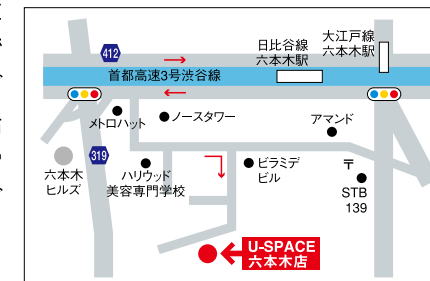 412
日比谷線
六本木駅
大江戸線
六本木駅
首都高速3号渋谷線
メトロハット
ノースタワー
アマンド
319
六本木
ヒルズ
ハリウッド
美容専門学校
ビラミデ
ビル
〒
STB
139
U-SPACE
六本木店